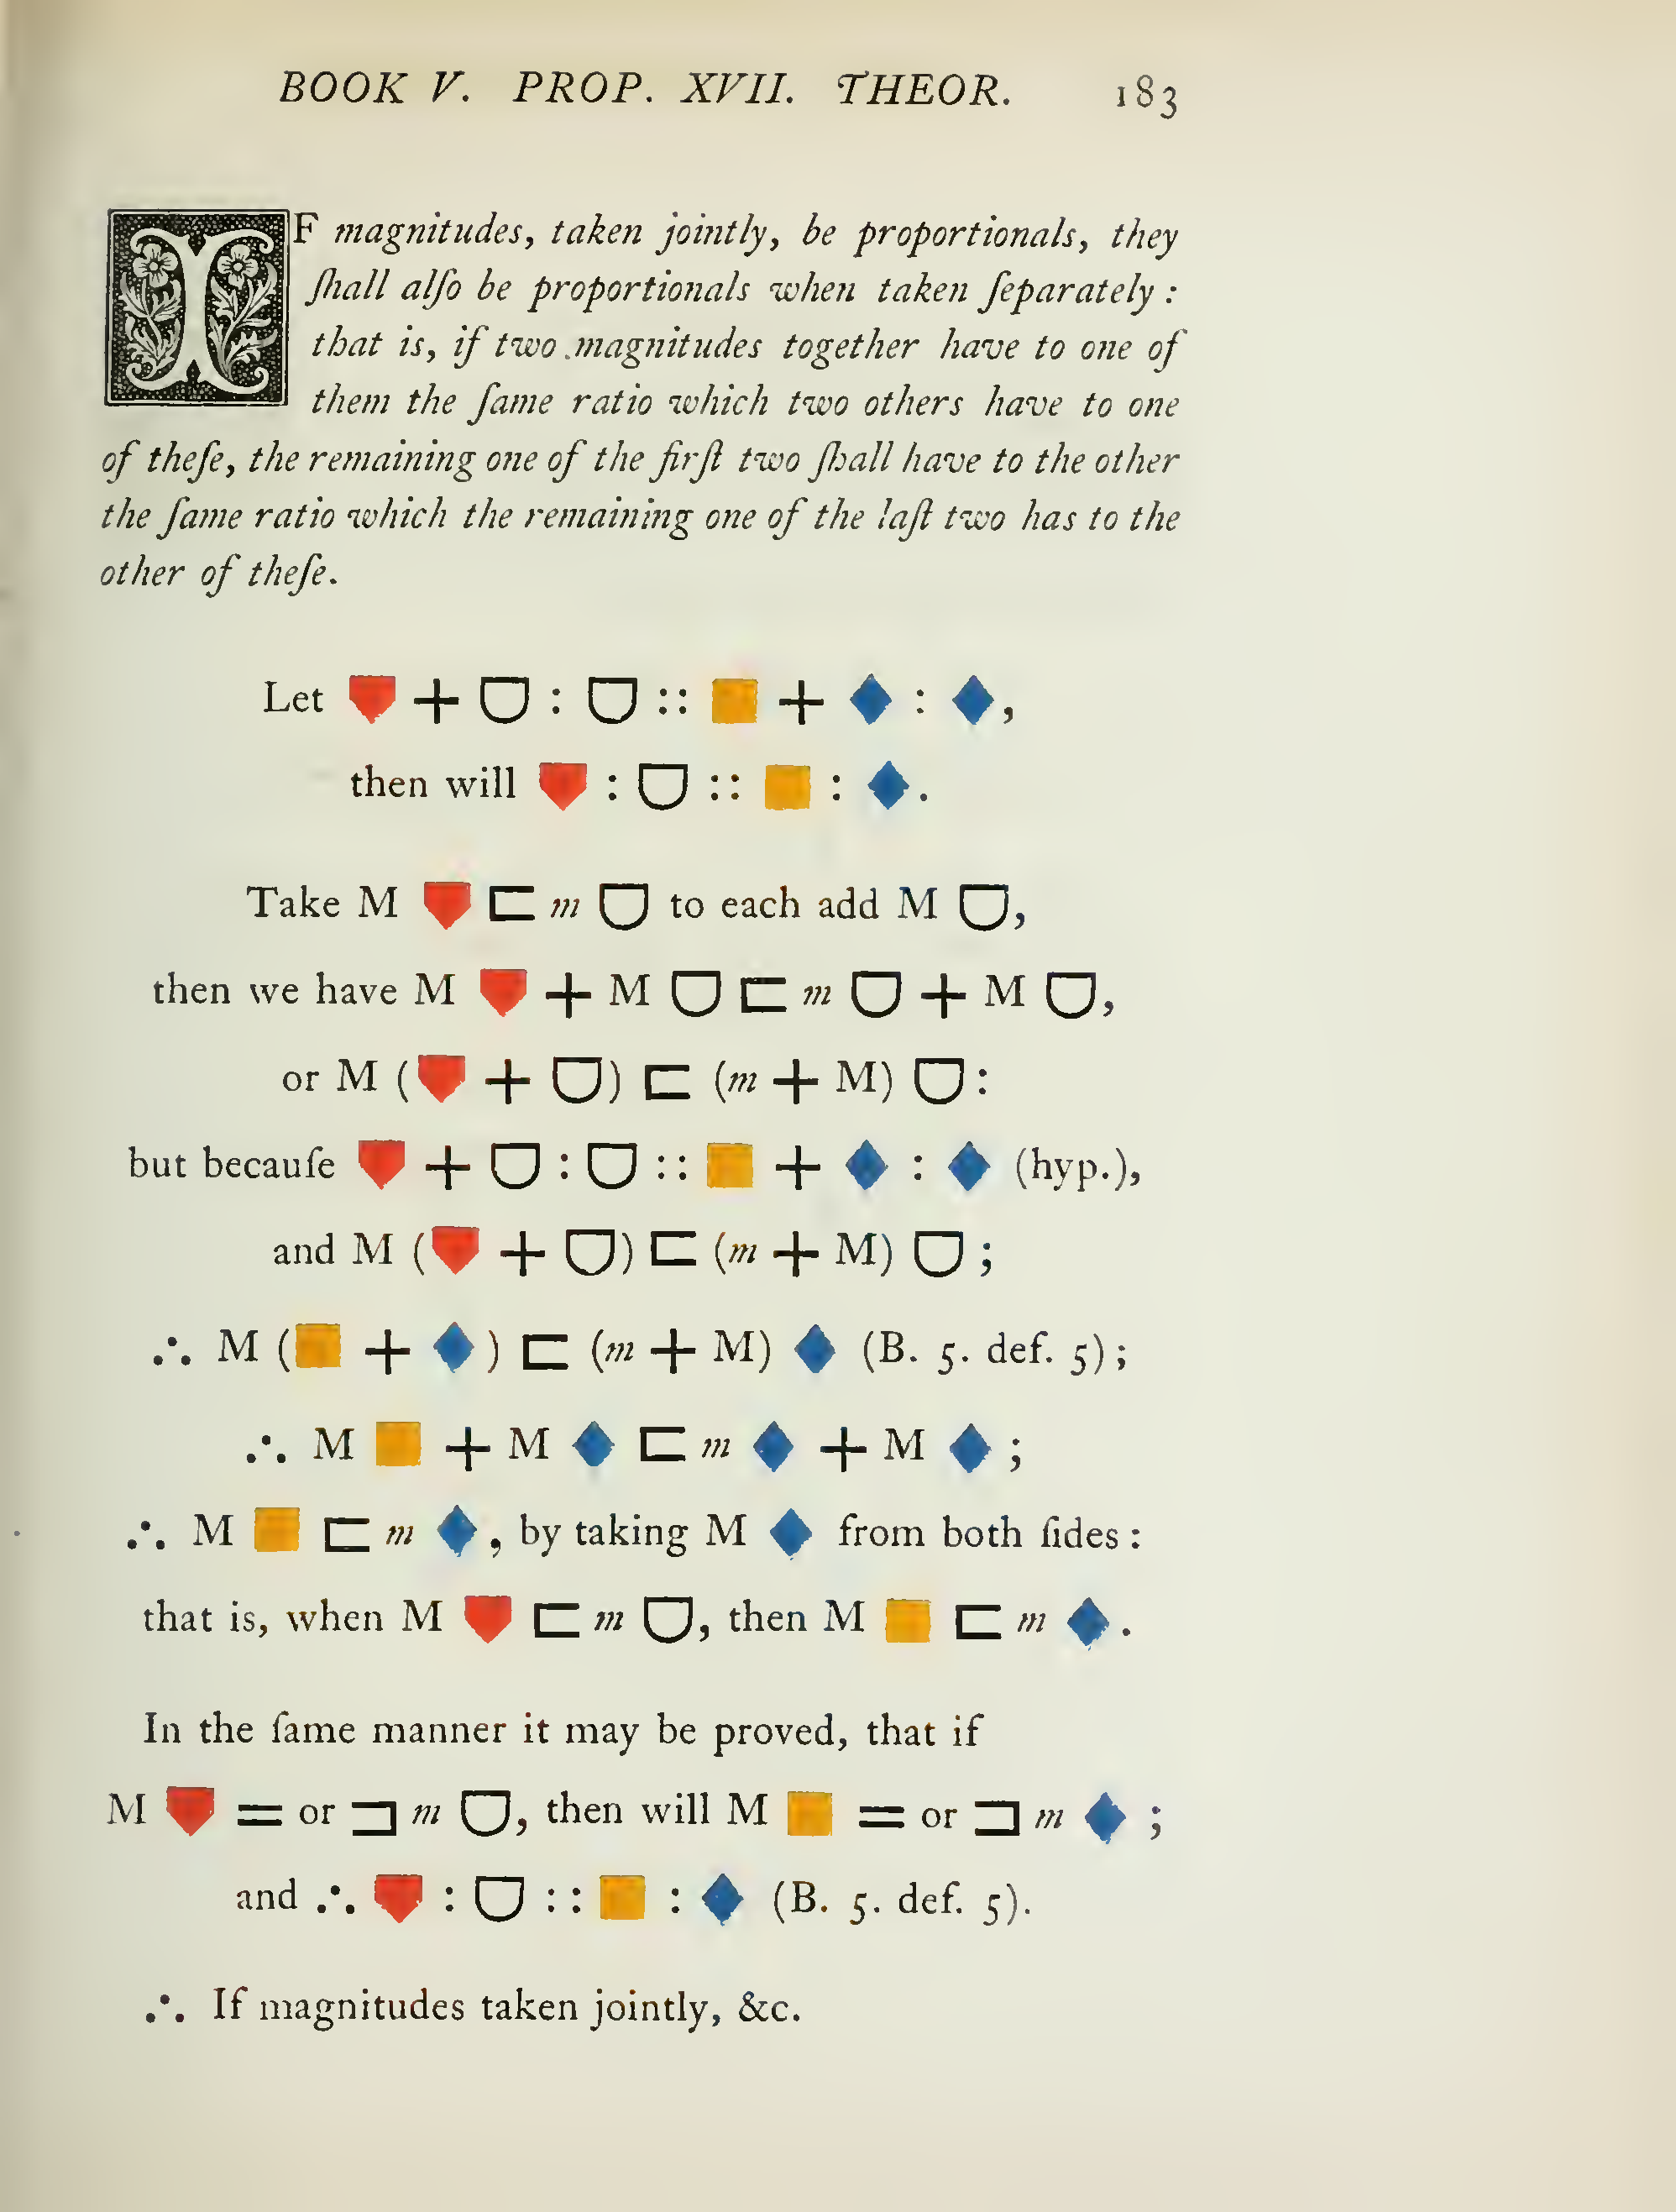 BOOK V. PROP. XVII. THEOR. 183
IF magnitudes, taken jointly, be proportionals, they
ſhall alſo be proportionals when taken ſeparately :
that is, if two magnitudes together have to one of
them the ſame ratio which two others have to one
of theſe, the remaining one of the firſt two ſhall have to the other
the ſame ratio which the remaining one of the laſt two has to the
other of theſe.
Let + : :: + : ,
then will : :: : .
Take M ⊏ m to each add M ,
then we have M + M ⊏ m + M ,
or M ( + ) ⊏ (m + M) :
but becauſe + : :: + : (hyp.),
and M ( + ) ⊏ (m + M) ;
∴ M ( + ) ⊏ (m + M) (B. 5. def. 5) ;
∴ M + M ⊏ m + M ;
∴ M ⊏ m , by taking M from both ſides :
that is, when M ⊏ m , then M ⊏ m .
In the ſame manner it may be proved, that if
M = or ⊐ m , then will M = or ⊐ m ;
and ∴ : :: : (B. 5. def. 5).
∴ If magnitudes taken jointly, &c.